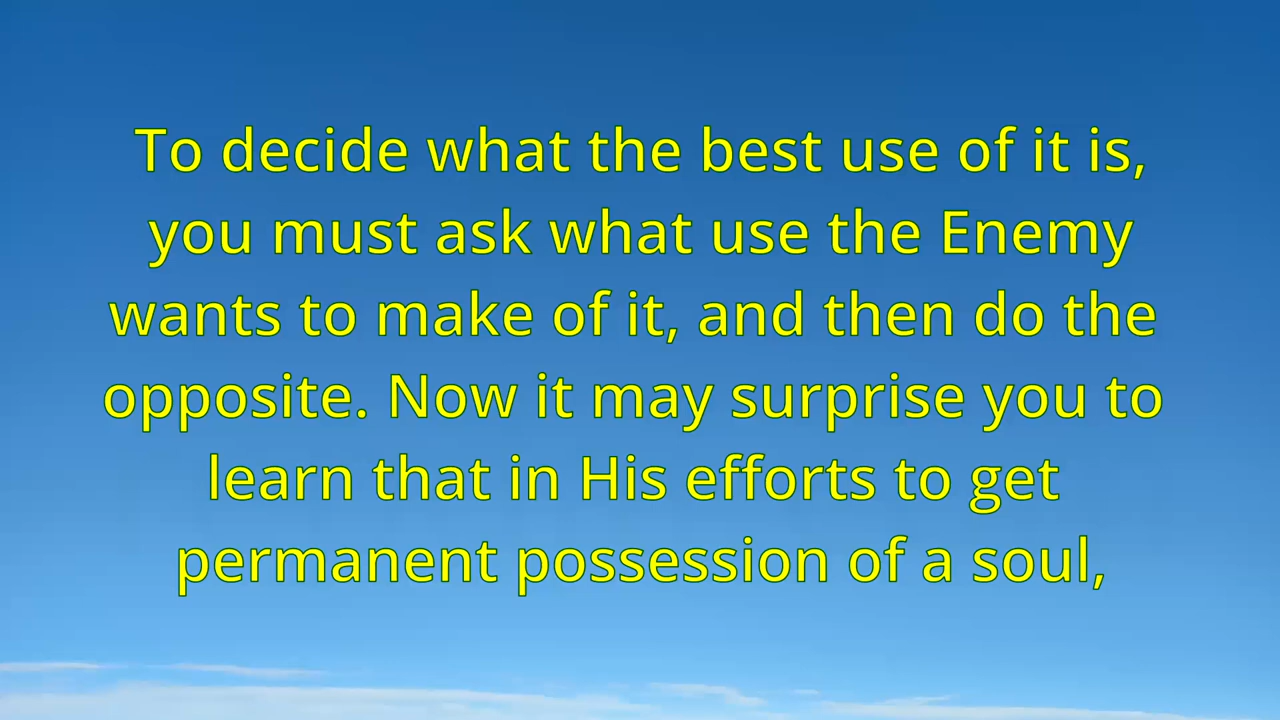 To decide what the best use of it is,
you must ask what use the Enemy
wants to make of it, and then do the
opposite. Now it may surprise you to
learn that in His efforts to get
permanent possession of a soul,